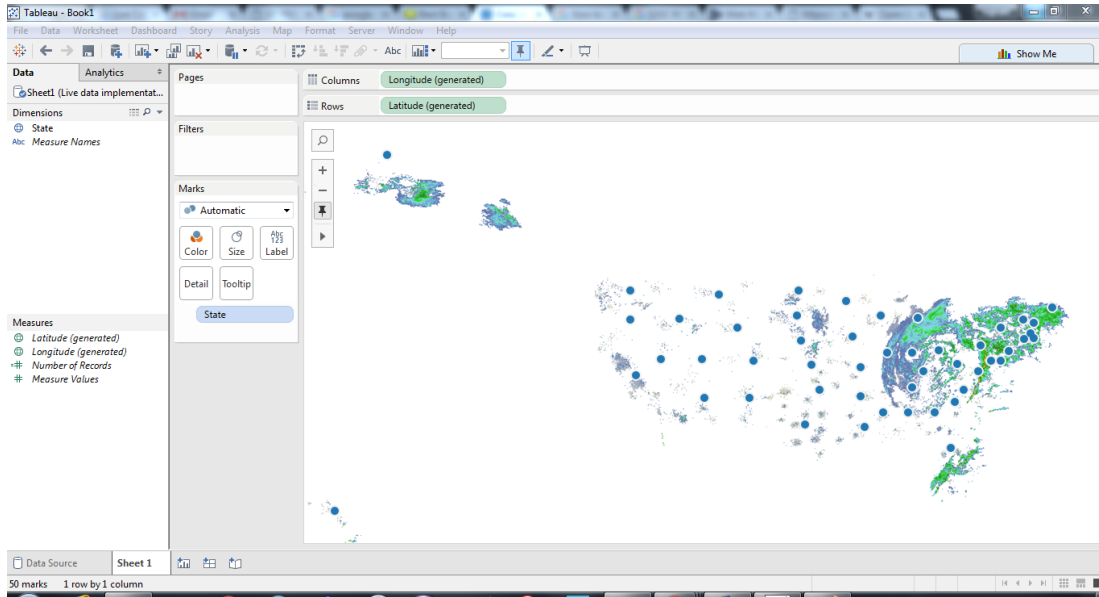 Tableau - Book1
File Data Worksheet Dashboard Story Analysis Map Format Server Window Help
Abc
Show Me
Data Analytics
Sheet1 (Live data implementat...
Dimensions
State
Abc Measure Names
Measures
Latitude (generated)
Longitude (generated)
Number of Records
Measure Values
Pages
Filters
Marks
Automatic
Color Size Abc 123 Label
Detail Tooltip
State
Columns Longitude (generated)
Rows Latitude (generated)
Data Source Sheet 1
50 marks 1 row by 1 column